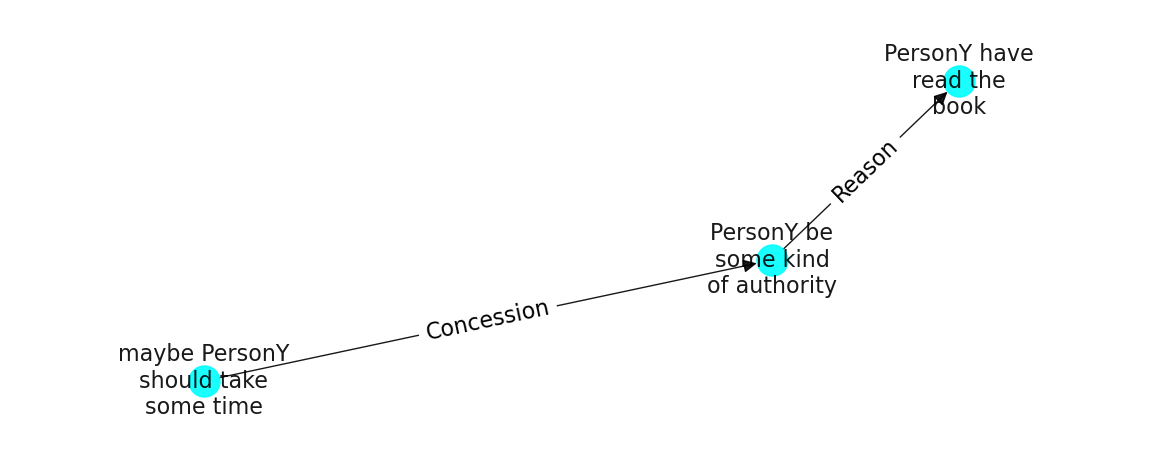 PersonY have
read the
book
Reason
PersonY be
some kind
of authority
Concession
maybe PersonY
should take
some time